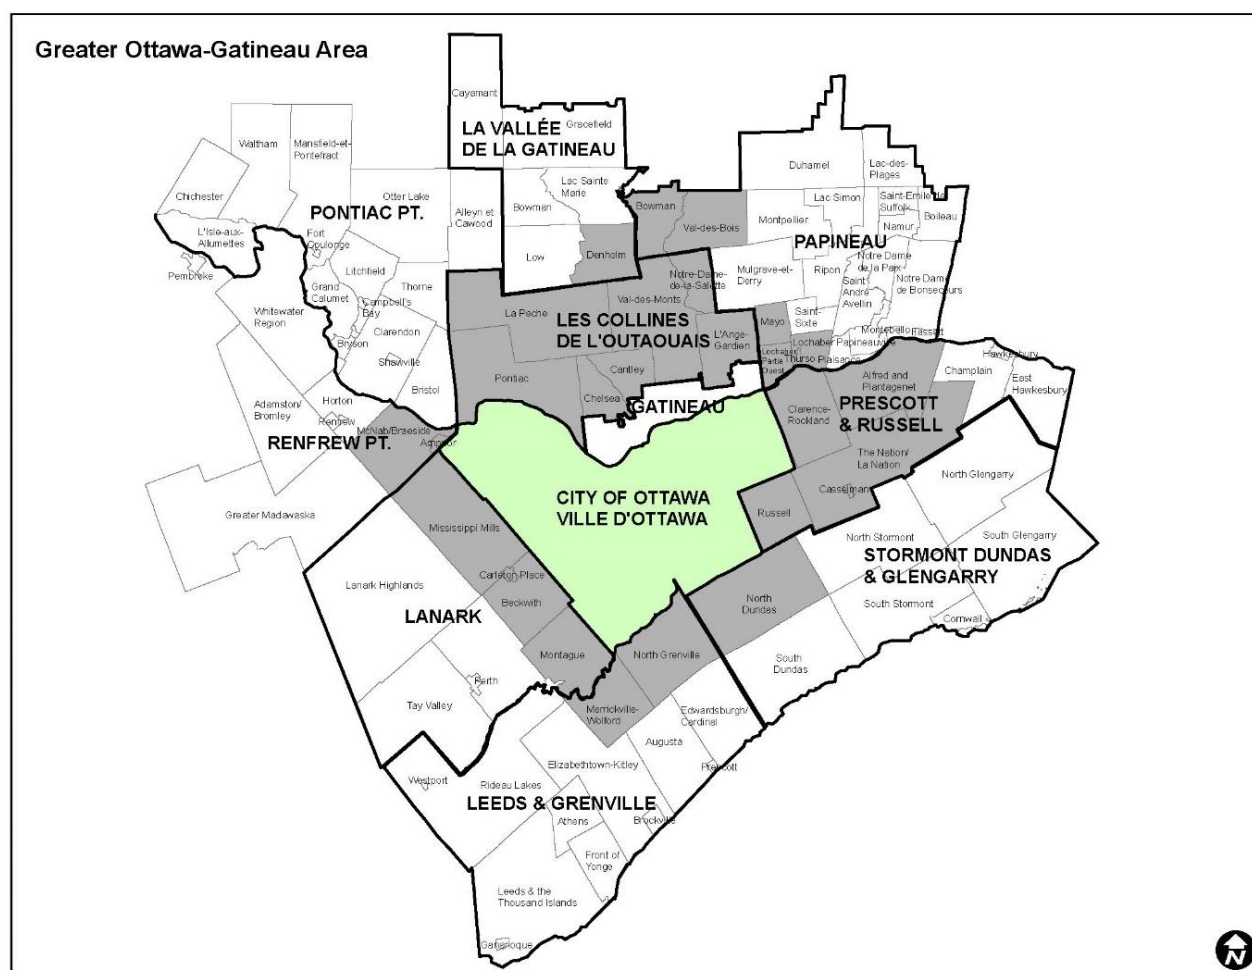 Greater Ottawa-Gatineau Area
Cayamant
LA VALLÉE
DE LA GATINEAU
Gracefield
Waltham
Mansfield-et-
Pontefract
Chichester
Otter Lake
PONTIAC PT.
Alleyn et
Cawood
L'Isle-aux-
Allumettes
Fort
Coulonge
Pembroke
Lac Sainte
Marie
Bowman
Low
Denholm
Bowman
Val-des-Bois
Duhamel
Lac-des-
Plages
Lac Simon
Saint-Emile de
Suffolk
Boileau
Montpellier
Namur
PAPINEAU
Notre Dame
de la Paix
Mulgrave-et-
Derry
Ripon
Saint
André
Avellin
Notre Dame
de Bonsecours
Saint-
Sixte
Montebello
Fassett
Papineauville
Plaisance
Lochaber
Thurso
Mayo
Lochaber
Partie
Ouest
Litchfield
Thorne
Grand
Calumet
Campbell's
Bay
Clarendon
Bryson
Shawville
Bristol
Whitewater
Region
Horton
Renfrew
Adamston/
Bromley
RENFREW PT.
McNab/Braeside
Arnprior
Greater Madawaska
La Peche
Val-des-Monts
Notre-Dame-
de-la-Salette
LES COLLINES
DE L'OUTAOUAIS
L'Ange-
Gardien
Pontiac
Cantley
Chelsea
GATINEAU
CITY OF OTTAWA
VILLE D'OTTAWA
Alfred and
Plantagenet
Clarence-
Rockland
PRESCOTT
& RUSSELL
The Nation/
La Nation
Casselman
Russell
Champlain
Hawkesbury
East
Hawkesbury
North Glengarry
South Glengarry
North Stormont
STORMONT DUNDAS
& GLENGARRY
South Stormont
Cornwall
North
Dundas
South
Dundas
Mississippi Mills
Lanark Highlands
Carleton Place
Beckwith
LANARK
Montague
Perth
Tay Valley
North Grenville
Merrickville-
Wolford
Edwardsburgh/
Cardinal
Augusta
Prescott
Elizabethtown-Kitley
Westport
Rideau Lakes
LEEDS & GRENVILLE
Athens
Brockville
Front of
Yonge
Leeds & the
Thousand Islands
Gananoque
N